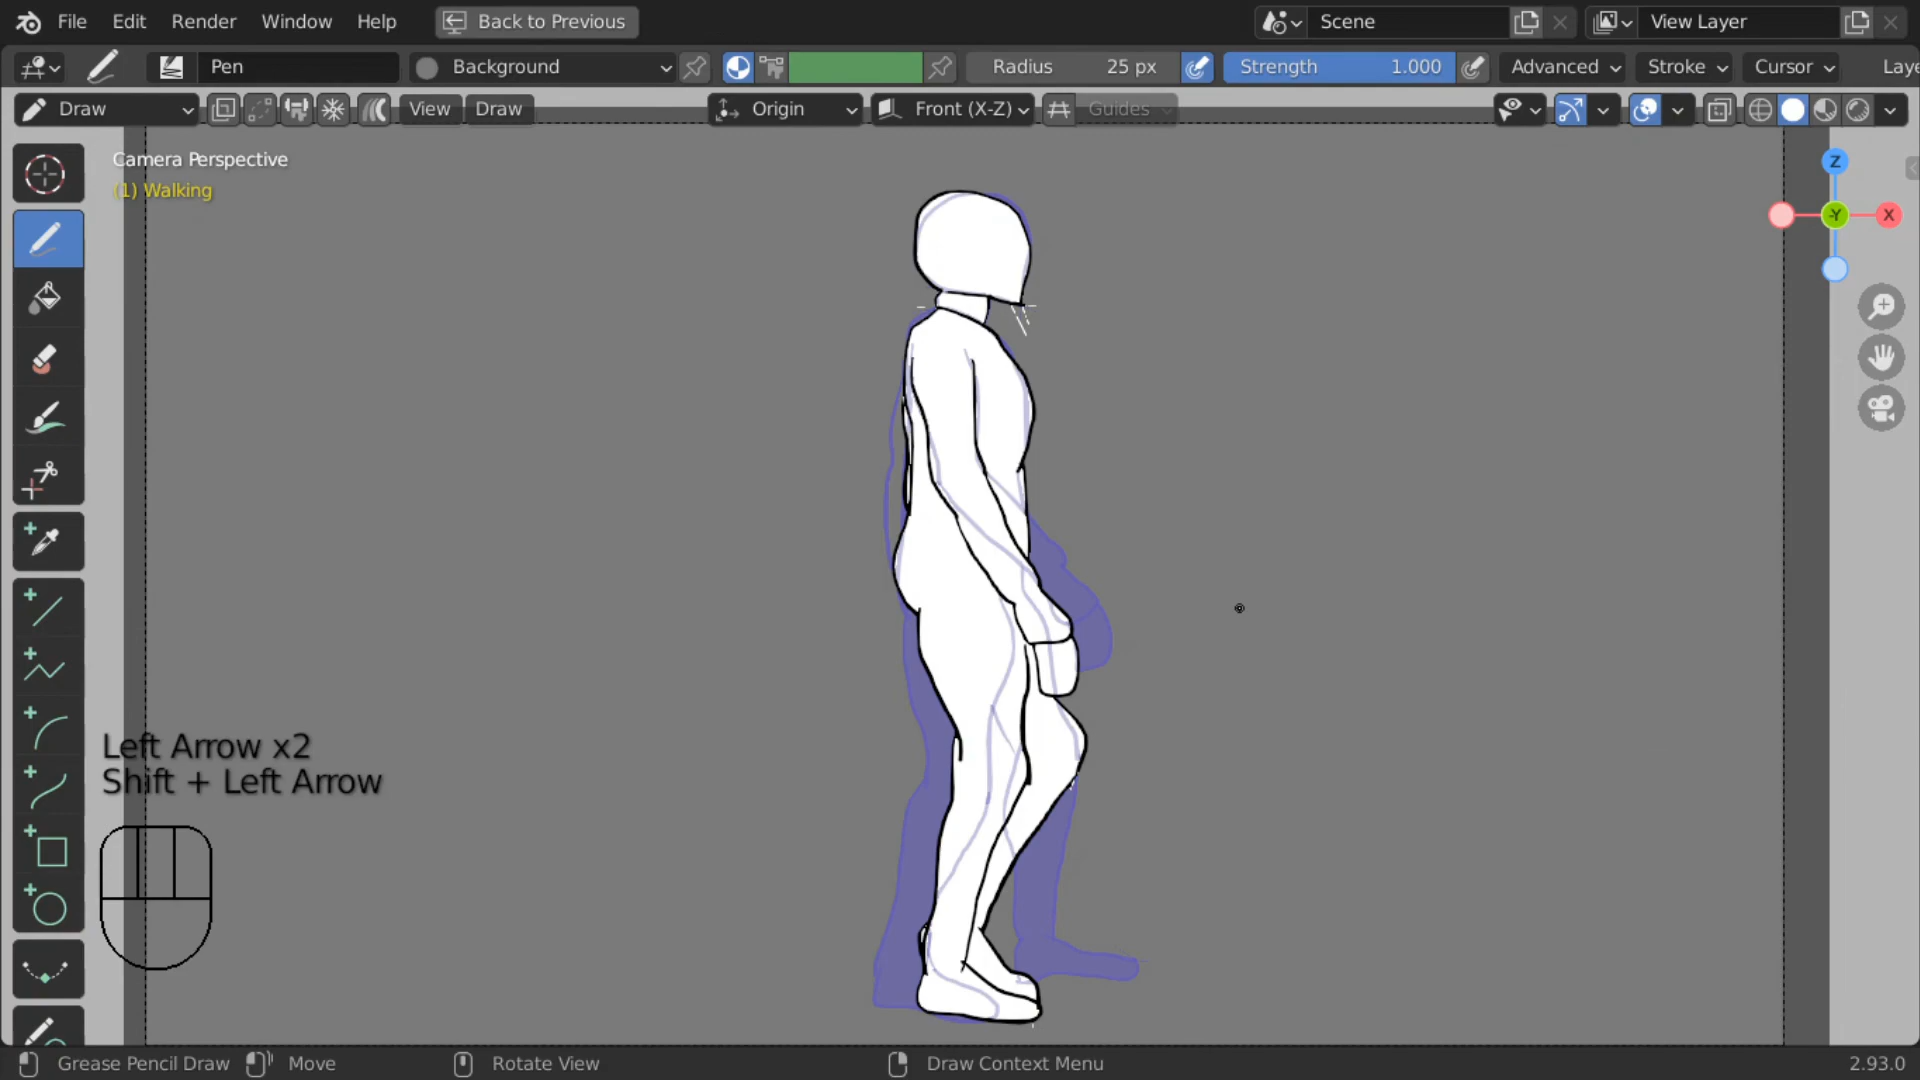 File Edit Render Window Help Back to Previous Scene View Layer
Pen Background Radius 25 px Strength 1.000 Advanced Stroke Cursor Laye
Draw View Draw Origin Front (X-Z) Guides
Camera Perspective
(1) Walking
Z
-Y
X
Left Arrow x2
Shift + Left Arrow
Grease Pencil Draw Move Rotate View Draw Context Menu 2.93.0